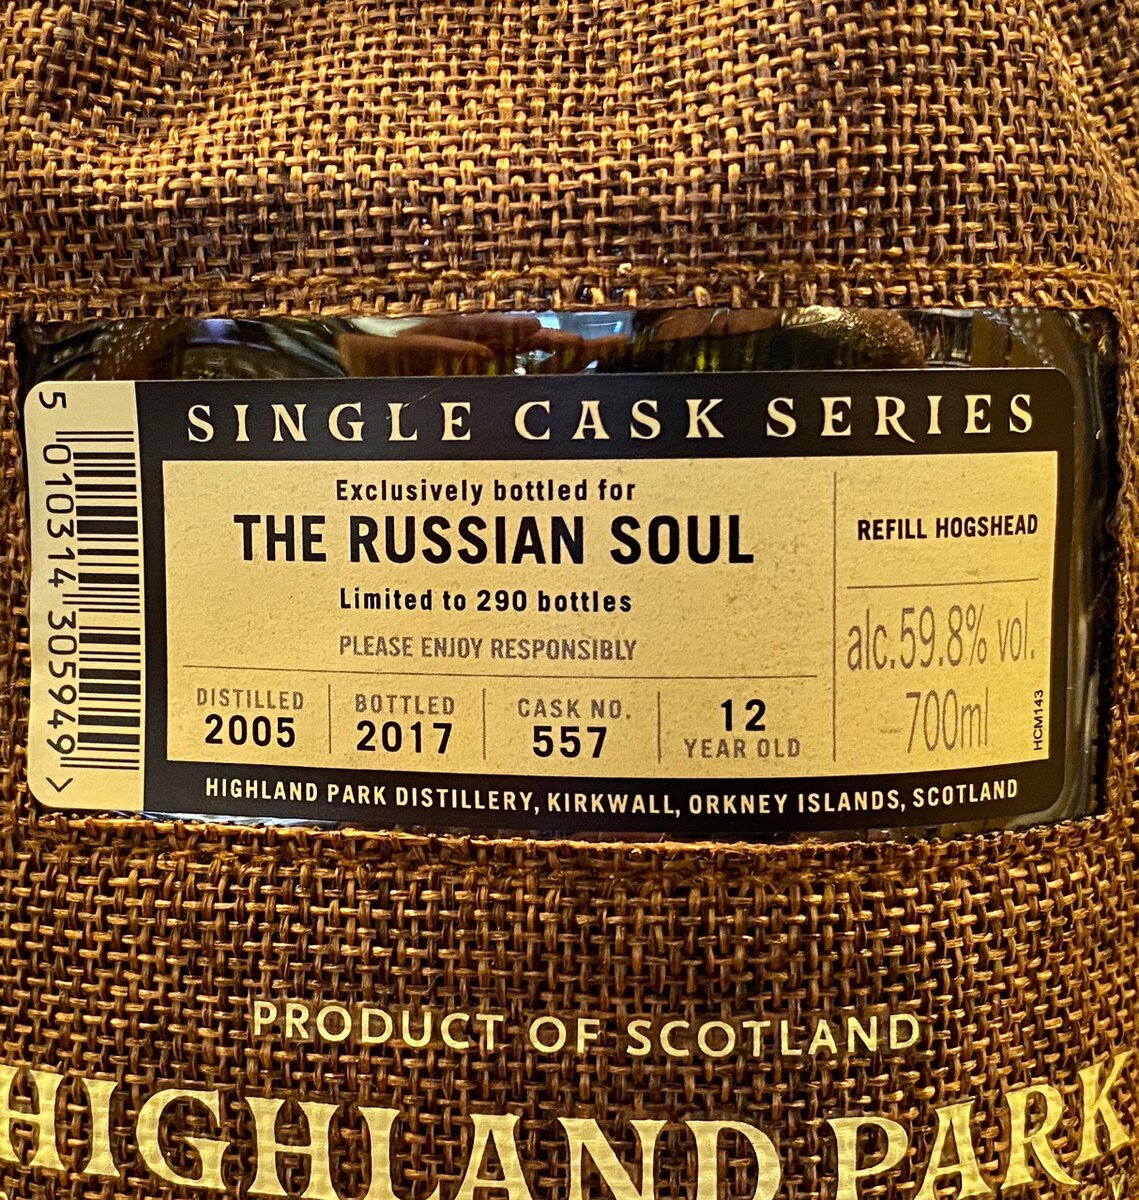 SINGLE CASK SERIES
Exclusively bottled for
THE RUSSIAN SOUL
Limited to 290 bottles
PLEASE ENJOY RESPONSIBLY
DISTILLED
2005
BOTTLED
2017
CASK NO.
557
12
YEAR OLD
REFILL HOGSHEAD
alc.59.8% vol.
700ml
HCM143
HIGHLAND PARK DISTILLERY, KIRKWALL, ORKNEY ISLANDS, SCOTLAND
5 010314 305949 >
PRODUCT OF SCOTLAND
HIGHLAND PARK